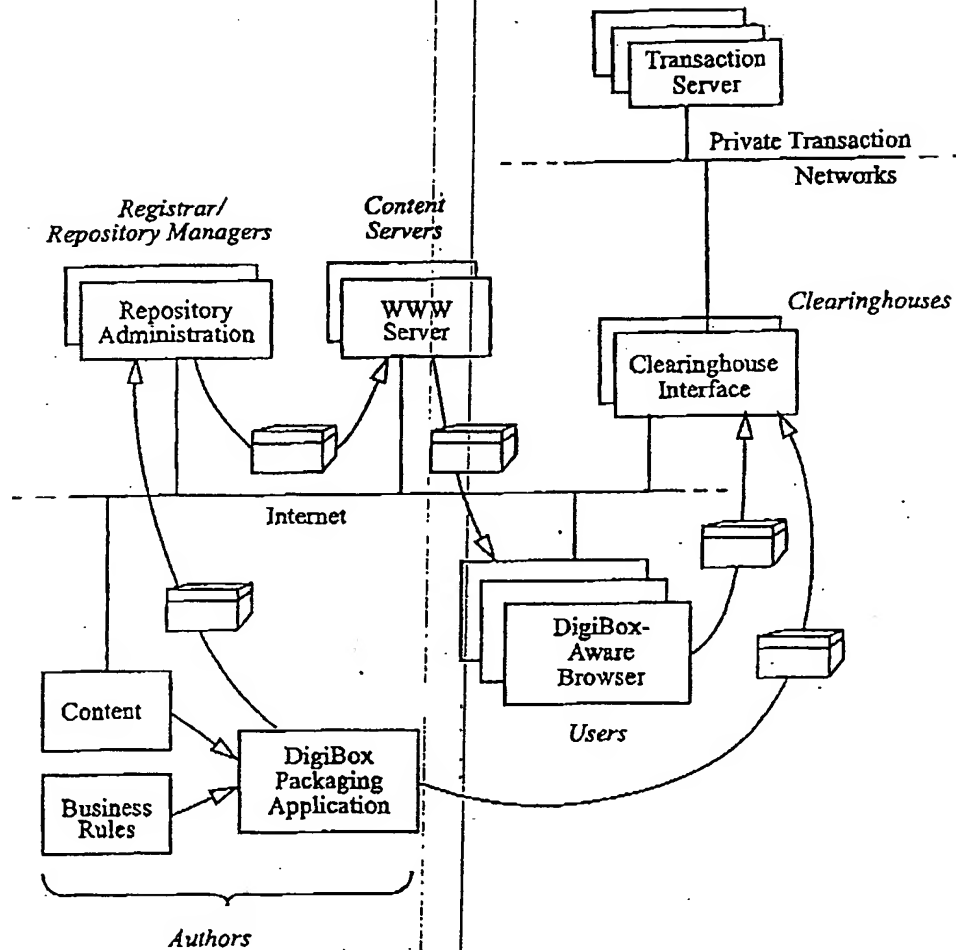 Transaction
Server
Private Transaction
Networks
Registrar/
Repository Managers
Content
Servers
Repository
Administration
WWW
Server
Clearinghouses
Clearinghouse
Interface
Internet
DigiBox-
Aware
Browser
Users
Content
Business
Rules
DigiBox
Packaging
Application
Authors